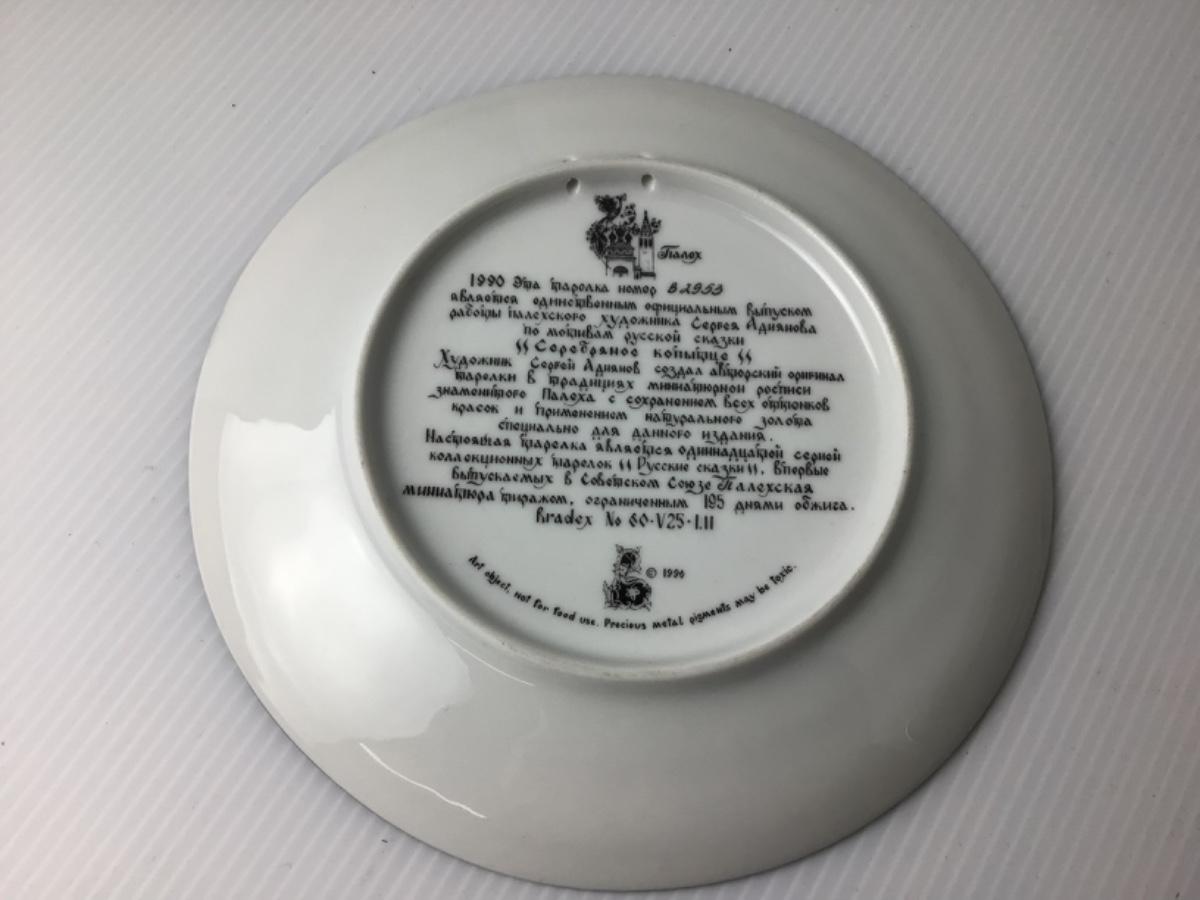 Палех
1990 Эта тарелка номер В2953
является единственным официальным выпуском
работы палехского художника Сергея Адиянова
по мотивам русской сказки
"Серебряное копытце"
Художник Сергей Адиянов создал авторский оригинал
тарелки в традициях миниатюрной росписи
знаменитого Палеха с сохранением всех оттенков
красок и применением натурального золота
специально для данного издания.
Настоящая тарелка является одиннадцатой серией
коллекционных тарелок "Русские сказки", впервые
выпускаемых в Советском Союзе Палехская
миниатюра тиражом, ограниченным 195 днями обжига.
Bradex No 60·V25·1.11
© 1990
Art object, not for food use. Precious metal pigments may be toxic.